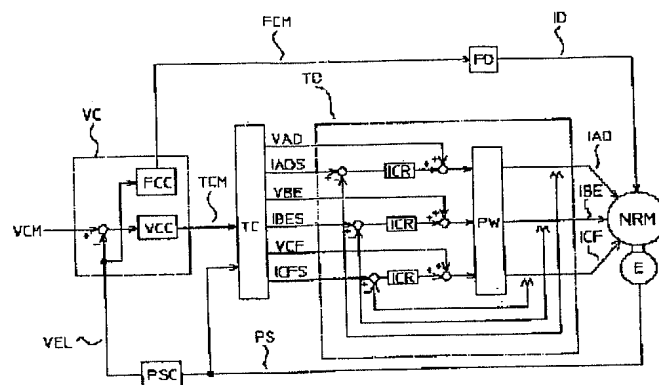 FCM
ID
FD
TD
VC
IAD
VAD
IADS
ICR
FCC
TCM
VBE
IBE
VCM
VCC
TC
IBES
ICR
PW
NRM
VCF
ICF
ICFS
ICR
E
VEL
PS
PSC